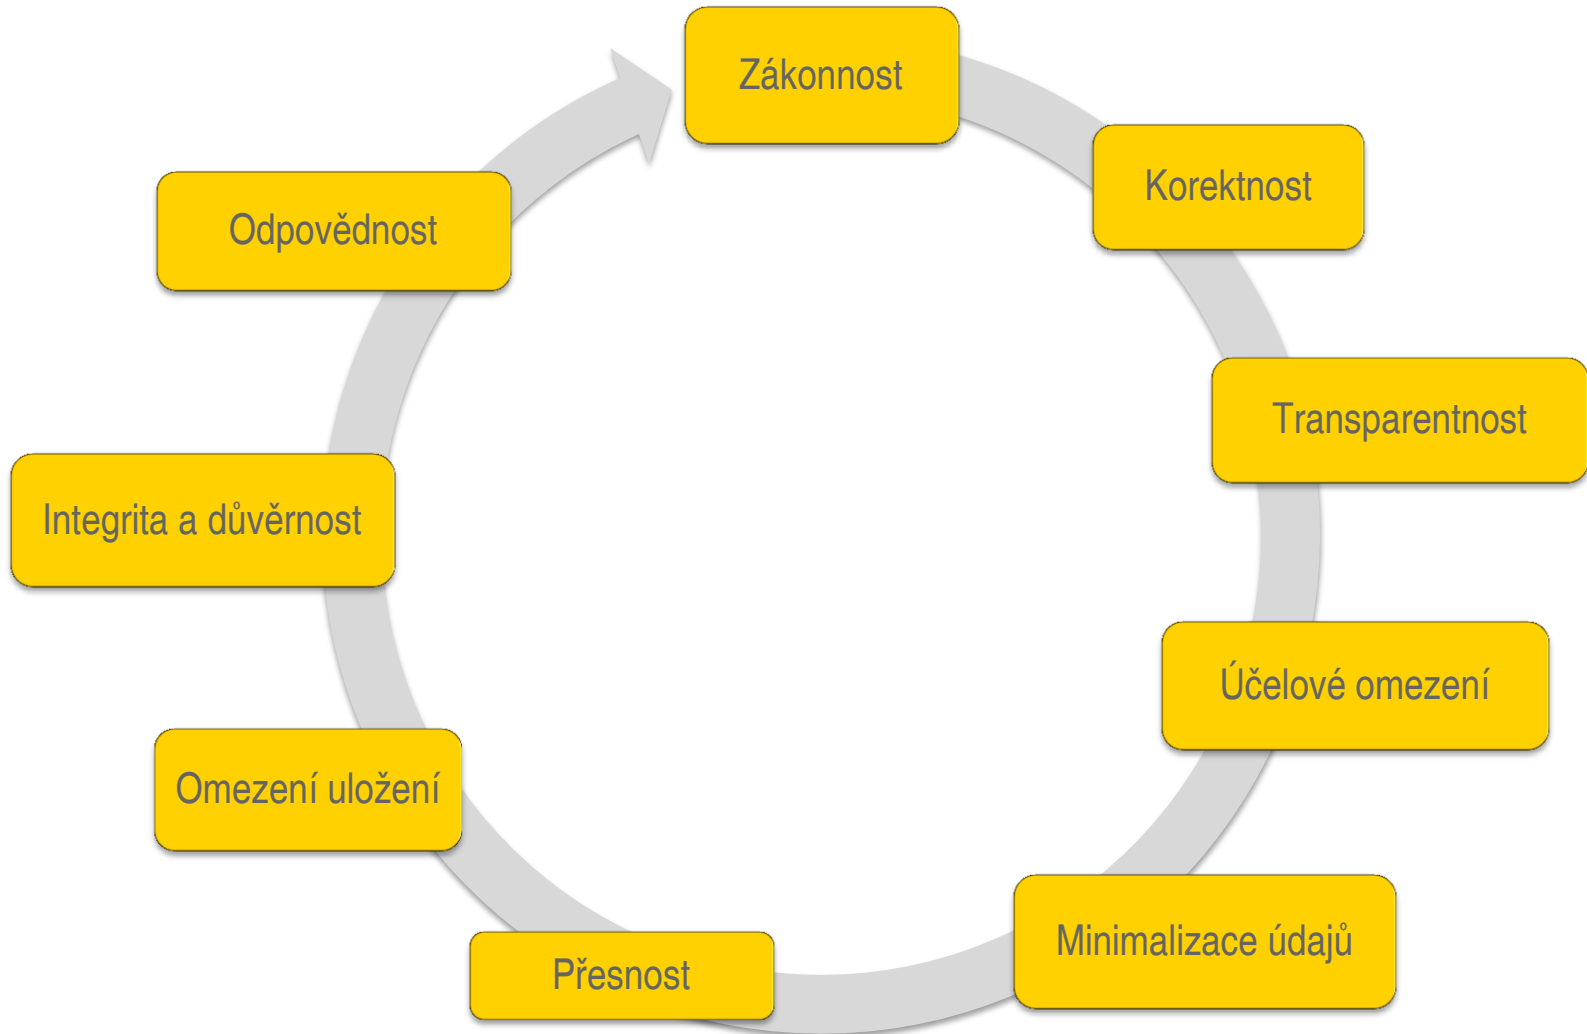 Zákonnost
Korektnost
Transparentnost
Účelové omezení
Minimalizace údajů
Přesnost
Omezení uložení
Integrita a důvěrnost
Odpovědnost